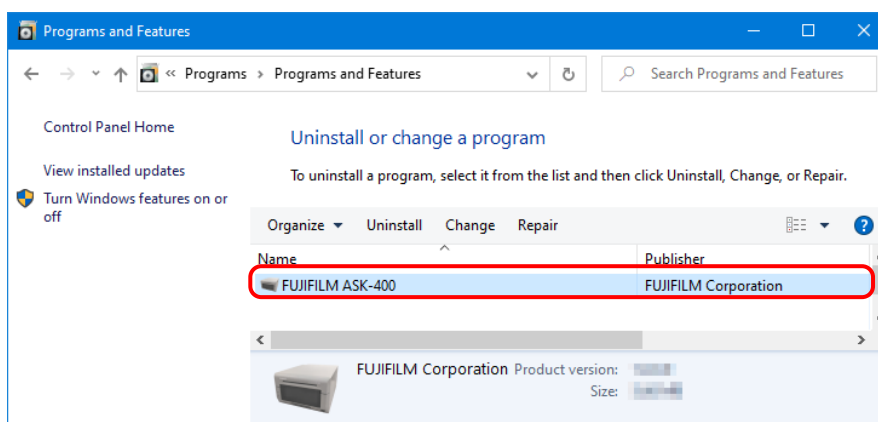 Programs and Features
« Programs > Programs and Features
Search Programs and Features
Control Panel Home
View installed updates
Turn Windows features on or
off
Uninstall or change a program
To uninstall a program, select it from the list and then click Uninstall, Change, or Repair.
Organize Uninstall Change Repair
Name Publisher
FUJIFILM ASK-400 FUJIFILM Corporation
FUJIFILM Corporation Product version:
Size: